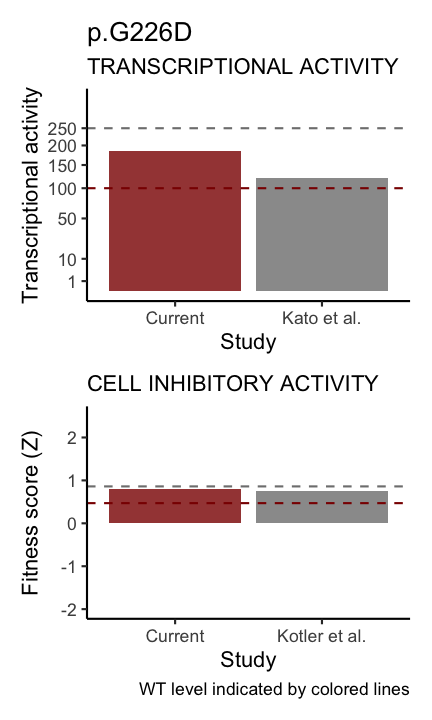 p.G226D
TRANSCRIPTIONAL ACTIVITY
Transcriptional activity
250
200
150
100
50
10
1
Current
Kato et al.
Study
CELL INHIBITORY ACTIVITY
Fitness score (Z)
2
1
0
-1
-2
Current
Kotler et al.
Study
WT level indicated by colored lines